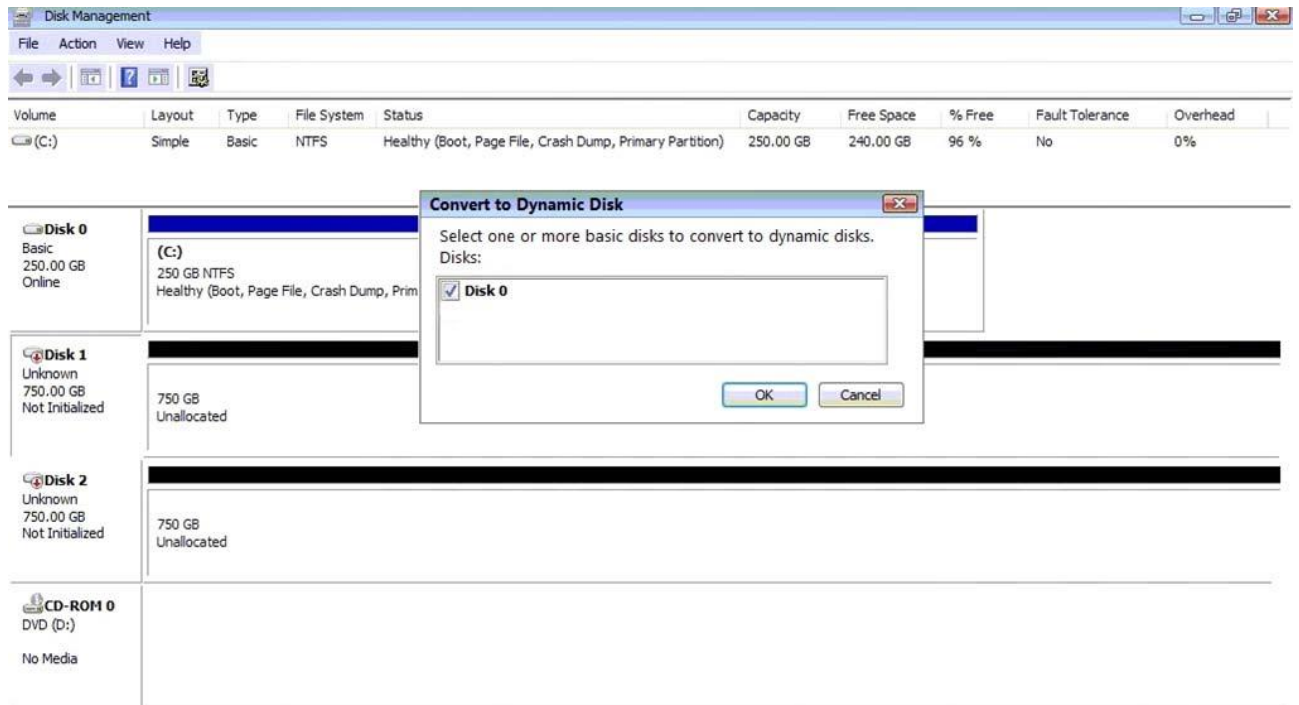 Disk Management
File Action View Help
Volume Layout Type File System Status Capacity Free Space % Free Fault Tolerance Overhead
(C:) Simple Basic NTFS Healthy (Boot, Page File, Crash Dump, Primary Partition) 250.00 GB 240.00 GB 96 % No 0%
Disk 0
Basic
250.00 GB
Online
(C:)
250 GB NTFS
Healthy (Boot, Page File, Crash Dump, Prim
Convert to Dynamic Disk
Select one or more basic disks to convert to dynamic disks.
Disks:
Disk 0
OK Cancel
Disk 1
Unknown
750.00 GB
Not Initialized
750 GB
Unallocated
Disk 2
Unknown
750.00 GB
Not Initialized
750 GB
Unallocated
CD-ROM 0
DVD (D:)
No Media